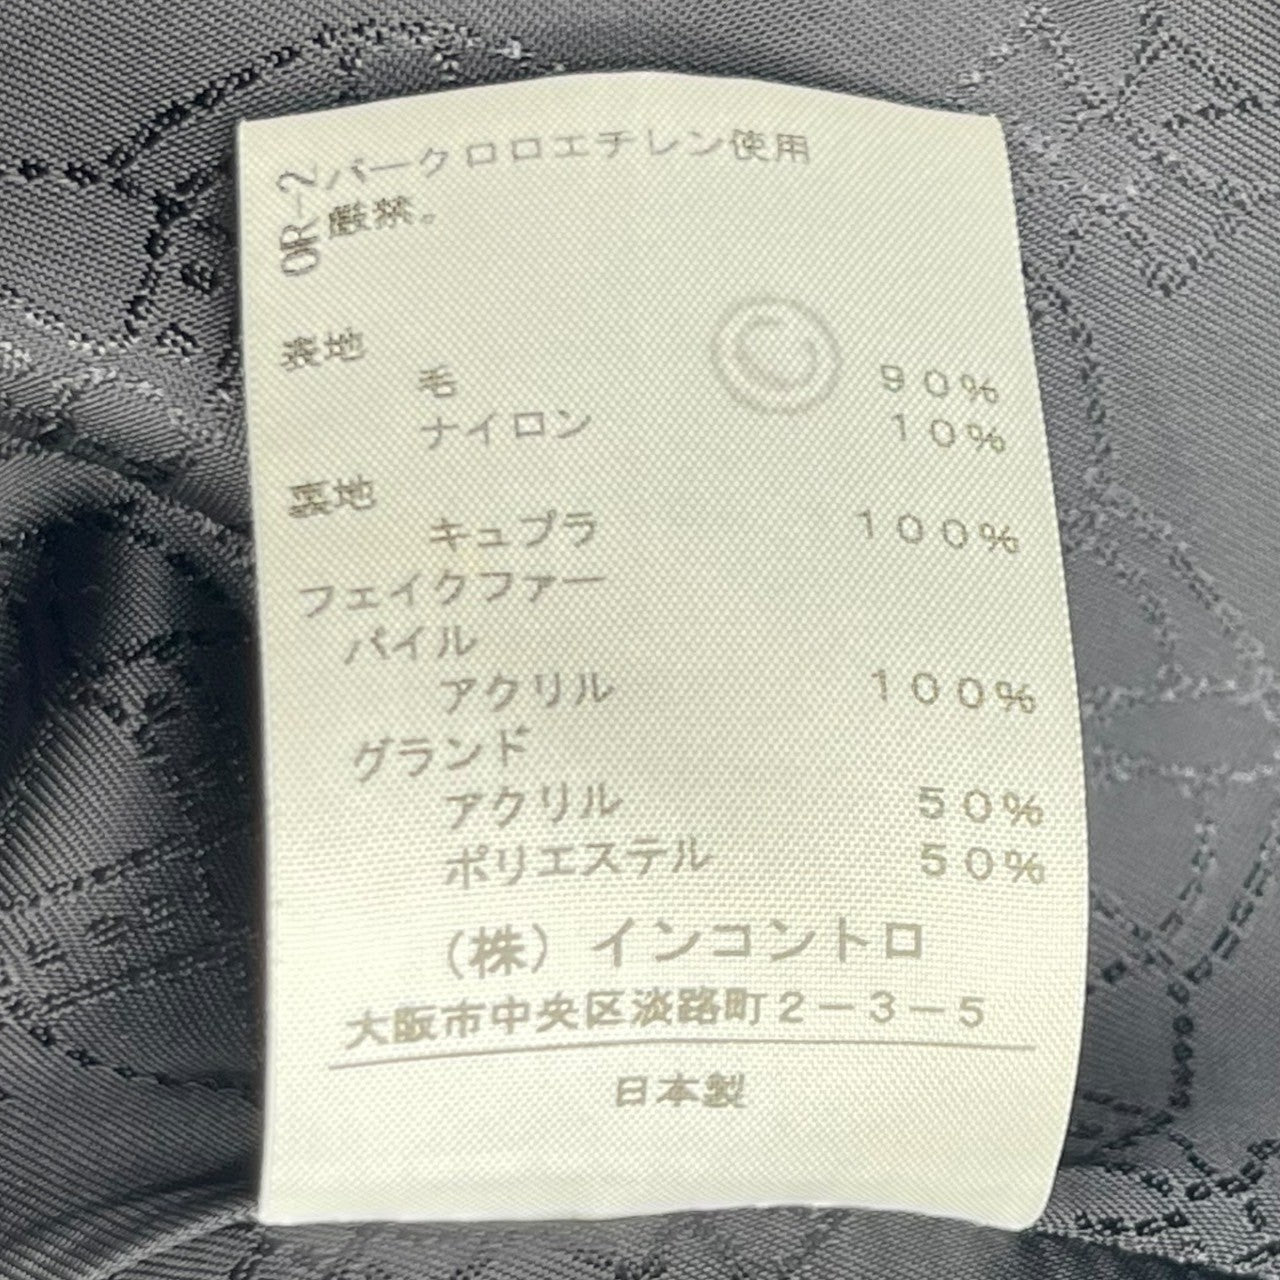 OR-2
パークロロエチレン使用
厳禁。
表地
毛 90%
ナイロン 10%
裏地
キュプラ 100%
フェイクファー
パイル
アクリル 100%
グランド
アクリル 50%
ポリエステル 50%
(株) インコントロ
大阪市中央区淡路町2-3-5
日本製